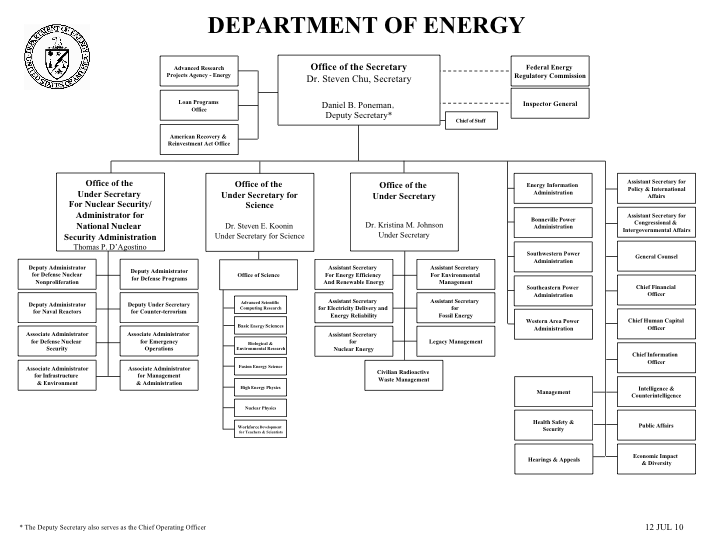 DEPARTMENT OF ENERGY
Advanced Research
Projects Agency - Energy
Loan Programs
Office
American Recovery &
Reinvestment Act Office
Office of the Secretary
Dr. Steven Chu, Secretary
Daniel B. Poneman,
Deputy Secretary*
Chief of Staff
Federal Energy
Regulatory Commission
Inspector General
Office of the
Under Secretary
For Nuclear Security/
Administrator for
National Nuclear
Security Administration
Thomas P. D'Agostino
Deputy Administrator
for Defense Nuclear
Nonproliferation
Deputy Administrator
for Defense Programs
Deputy Administrator
for Naval Reactors
Deputy Under Secretary
for Counter-terrorism
Associate Administrator
for Defense Nuclear
Security
Associate Administrator
for Emergency
Operations
Associate Administrator
for Infrastructure
& Environment
Associate Administrator
for Management
& Administration
Office of the
Under Secretary for
Science
Dr. Steven E. Koonin
Under Secretary for Science
Office of Science
Advanced Scientific
Computing Research
Basic Energy Sciences
Biological &
Environmental Research
Fusion Energy Science
High Energy Physics
Nuclear Physics
Workforce Development
for Teachers & Scientists
Office of the
Under Secretary
Dr. Kristina M. Johnson
Under Secretary
Assistant Secretary
For Energy Efficiency
And Renewable Energy
Assistant Secretary
For Environmental
Management
Assistant Secretary
for Electricity Delivery and
Energy Reliability
Assistant Secretary
for
Fossil Energy
Assistant Secretary
for
Nuclear Energy
Legacy Management
Civilian Radioactive
Waste Management
Energy Information
Administration
Bonneville Power
Administration
Southwestern Power
Administration
Southeastern Power
Administration
Western Area Power
Administration
Management
Health Safety &
Security
Hearings & Appeals
Assistant Secretary for
Policy & International
Affairs
Assistant Secretary for
Congressional &
Intergovernmental Affairs
General Counsel
Chief Financial
Officer
Chief Human Capital
Officer
Chief Information
Officer
Intelligence &
Counterintelligence
Public Affairs
Economic Impact
& Diversity
* The Deputy Secretary also serves as the Chief Operating Officer
12 JUL 10